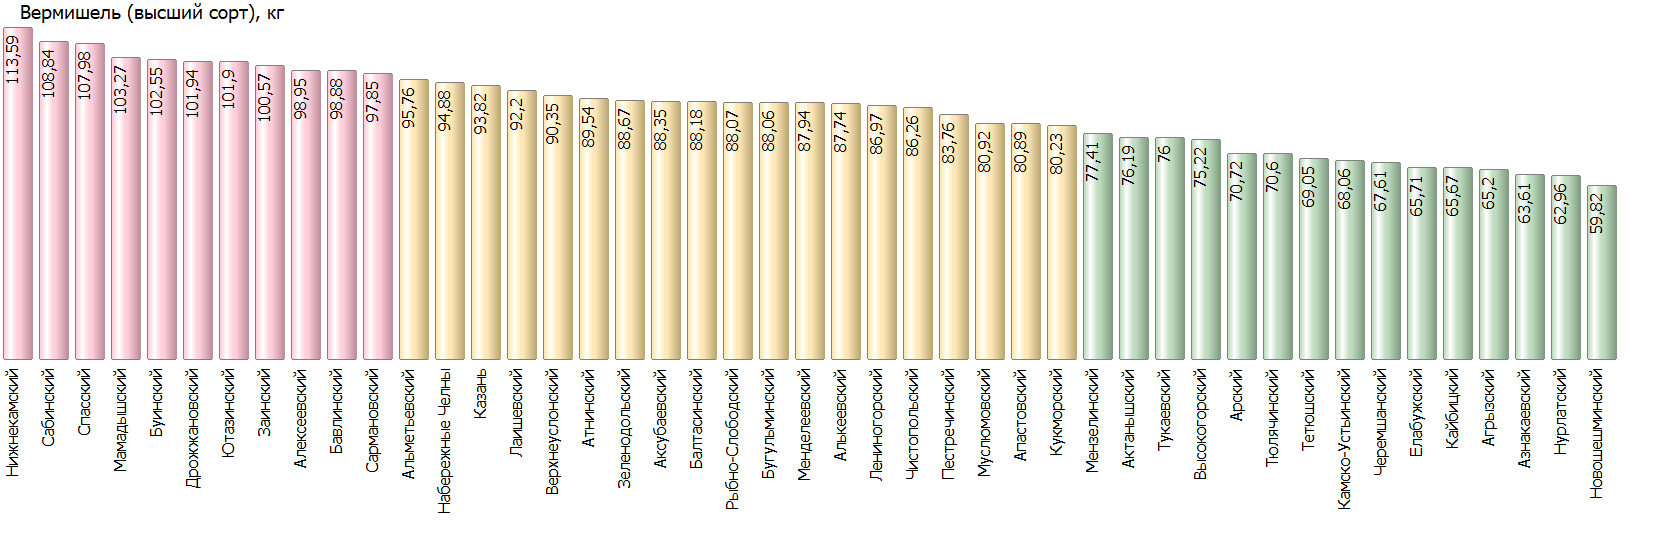 Вермишель (высший сорт), кг
113,59
108,84
107,98
103,27
102,55
101,94
101,9
100,57
98,95
98,88
97,85
95,76
94,88
93,82
92,2
90,35
89,54
88,67
88,35
88,18
88,07
88,06
87,94
87,74
86,97
86,26
83,76
80,92
80,89
80,23
77,41
76,19
76
75,22
70,72
70,6
69,05
68,06
67,61
65,71
65,67
65,2
63,61
62,96
59,82
Нижнекамский
Сабинский
Спасский
Мамадышский
Буинский
Дрожжановский
Ютазинский
Заинский
Алексеевский
Бавлинский
Сармановский
Альметьевский
Набережные Челны
Казань
Лаишевский
Верхнеуслонский
Атнинский
Зеленодольский
Аксубаевский
Балтасинский
Рыбно-Слободский
Бугульминский
Менделеевский
Алькеевский
Лениногорский
Чистопольский
Пестречинский
Муслюмовский
Апастовский
Кукморский
Мензелинский
Актанышский
Тукаевский
Высокогорский
Арский
Тюлячинский
Тетюшский
Камско-Устьинский
Черемшанский
Елабужский
Кайбицкий
Агрызский
Азнакаевский
Нурлатский
Новошешминский